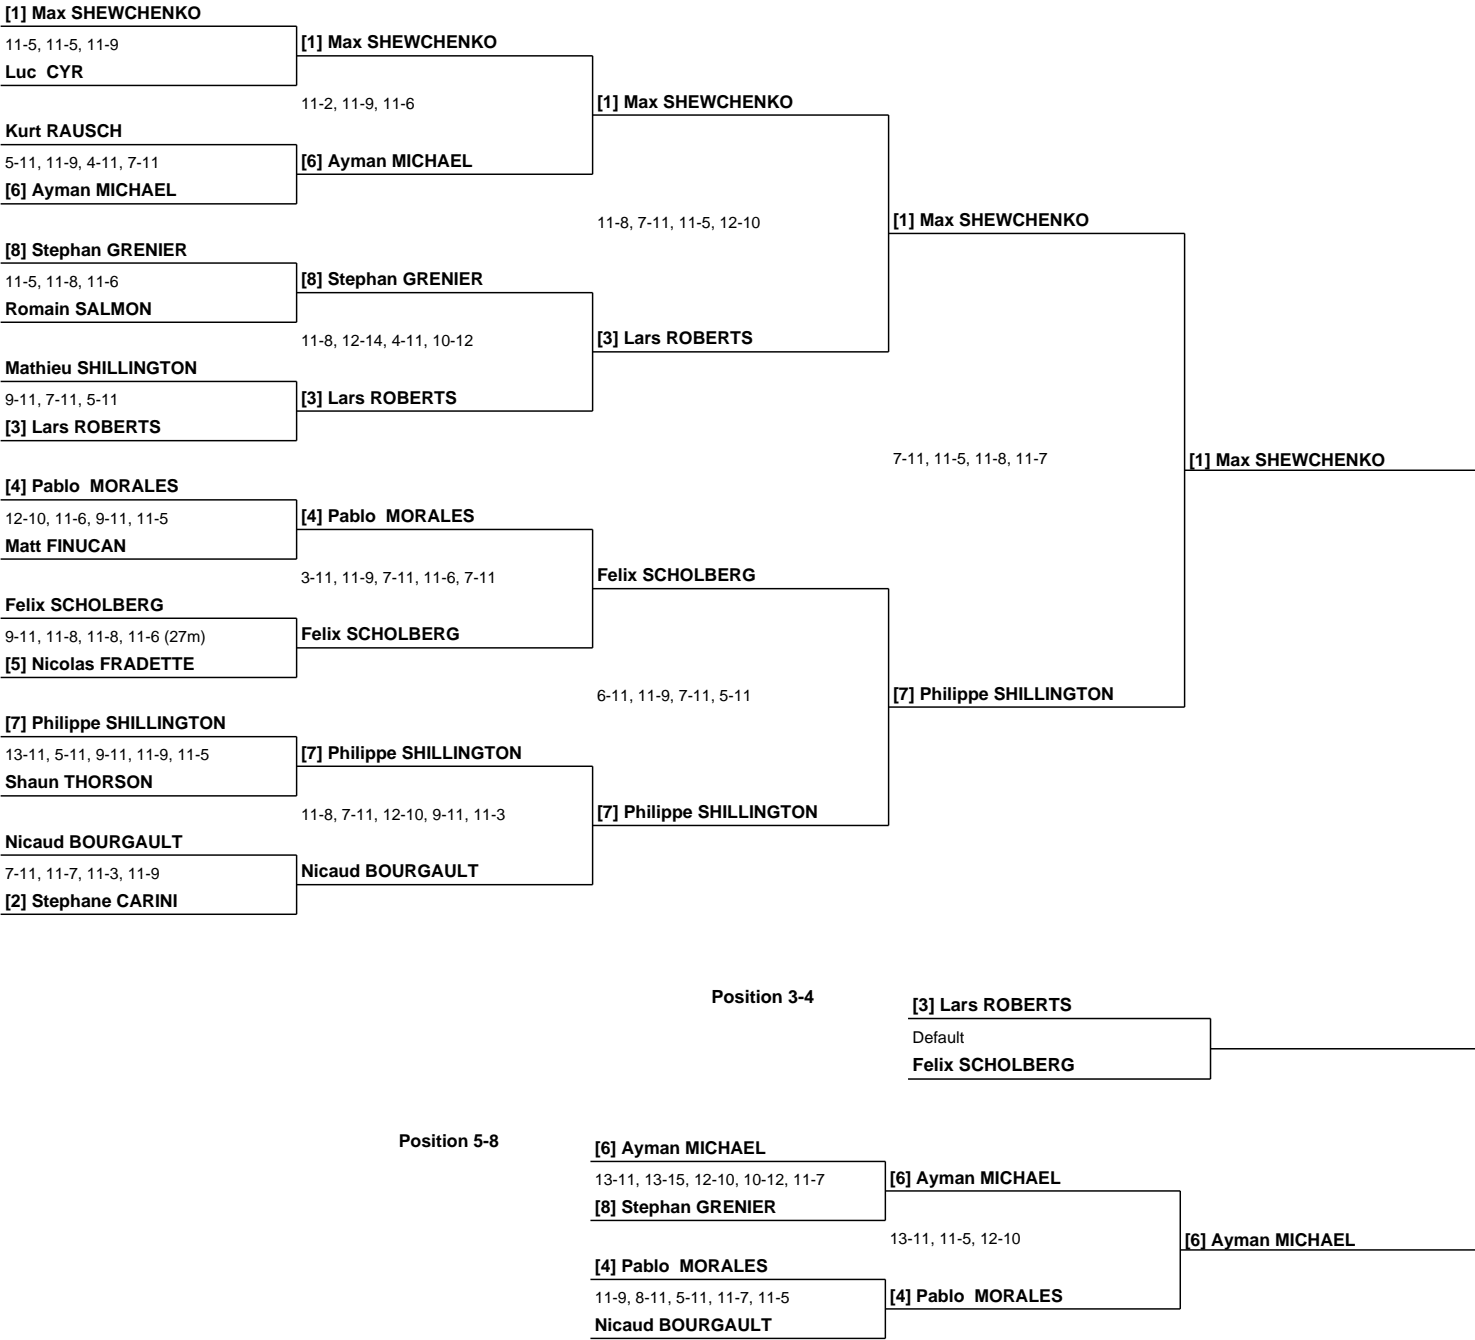 [1] Max SHEWCHENKO
11-5, 11-5, 11-9
Luc CYR
Kurt RAUSCH
5-11, 11-9, 4-11, 7-11
[6] Ayman MICHAEL
[8] Stephan GRENIER
11-5, 11-8, 11-6
Romain SALMON
Mathieu SHILLINGTON
9-11, 7-11, 5-11
[3] Lars ROBERTS
[4] Pablo MORALES
12-10, 11-6, 9-11, 11-5
Matt FINUCAN
Felix SCHOLBERG
9-11, 11-8, 11-8, 11-6 (27m)
[5] Nicolas FRADETTE
[7] Philippe SHILLINGTON
13-11, 5-11, 9-11, 11-9, 11-5
Shaun THORSON
Nicaud BOURGAULT
7-11, 11-7, 11-3, 11-9
[2] Stephane CARINI
[1] Max SHEWCHENKO
11-2, 11-9, 11-6
[6] Ayman MICHAEL
[8] Stephan GRENIER
11-8, 12-14, 4-11, 10-12
[3] Lars ROBERTS
[4] Pablo MORALES
3-11, 11-9, 7-11, 11-6, 7-11
Felix SCHOLBERG
[7] Philippe SHILLINGTON
11-8, 7-11, 12-10, 9-11, 11-3
Nicaud BOURGAULT
[1] Max SHEWCHENKO
11-8, 7-11, 11-5, 12-10
[3] Lars ROBERTS
Felix SCHOLBERG
6-11, 11-9, 7-11, 5-11
[7] Philippe SHILLINGTON
[1] Max SHEWCHENKO
7-11, 11-5, 11-8, 11-7
[7] Philippe SHILLINGTON
[1] Max SHEWCHENKO
Position 3-4
[3] Lars ROBERTS
Default
Felix SCHOLBERG
Position 5-8
[6] Ayman MICHAEL
13-11, 13-15, 12-10, 10-12, 11-7
[8] Stephan GRENIER
[4] Pablo MORALES
11-9, 8-11, 5-11, 11-7, 11-5
Nicaud BOURGAULT
[6] Ayman MICHAEL
13-11, 11-5, 12-10
[4] Pablo MORALES
[6] Ayman MICHAEL